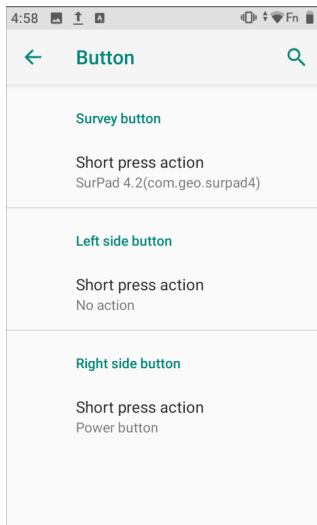 4:58 Fn
Button
Survey button
Short press action
SurPad 4.2(com.geo.surpad4)
Left side button
Short press action
No action
Right side button
Short press action
Power button